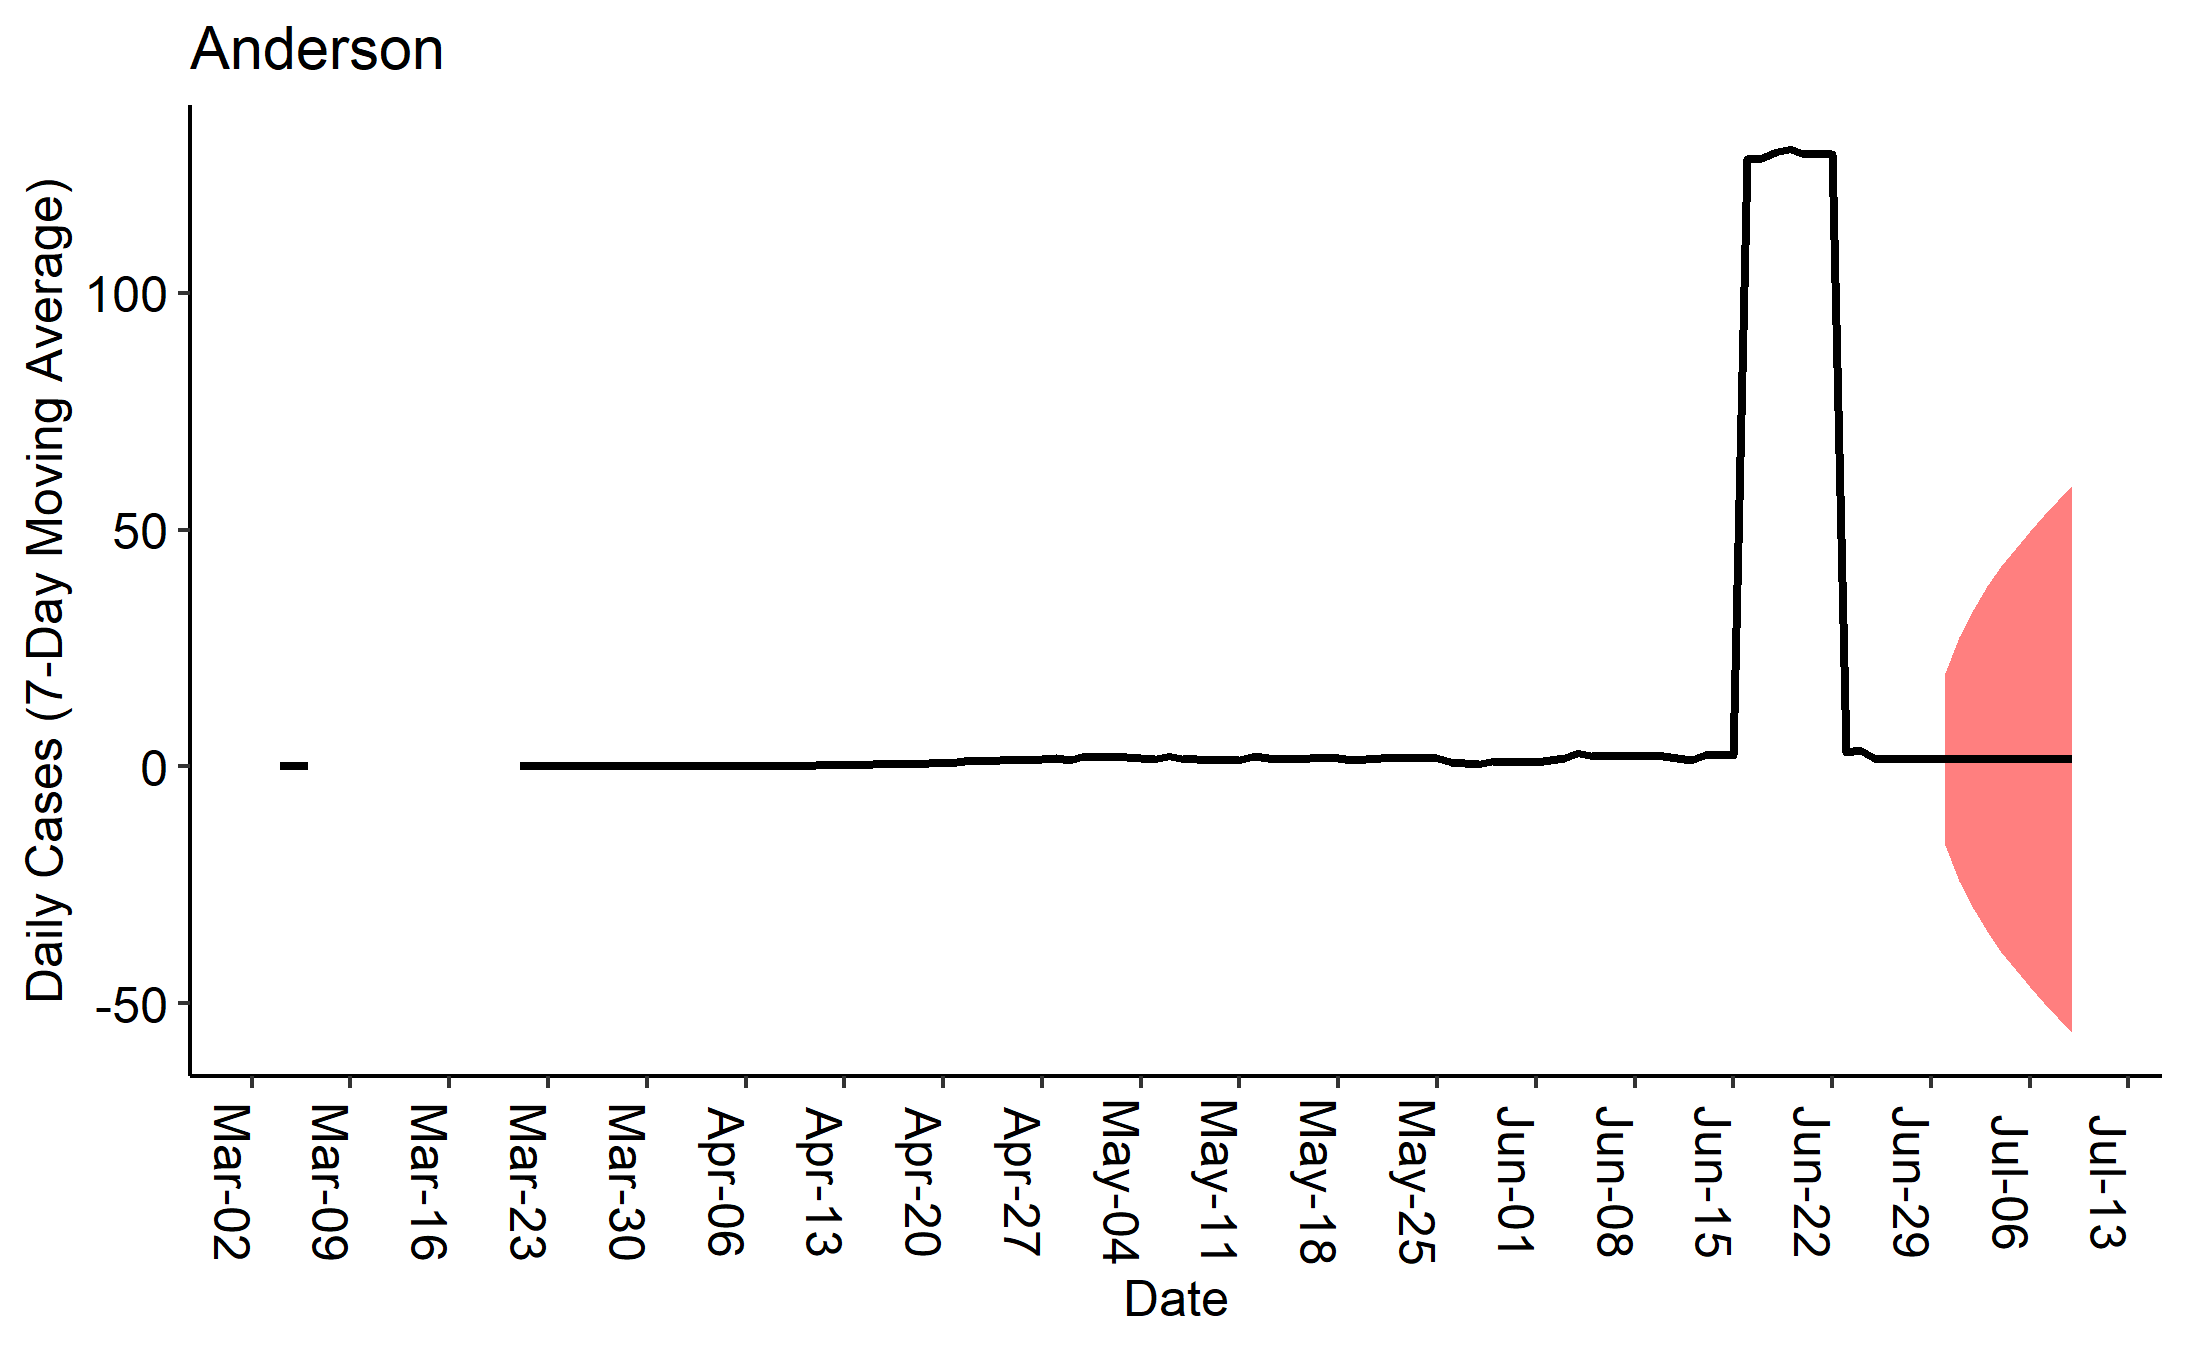 Anderson
Daily Cases (7-Day Moving Average)
100
50
0
-50
Mar-02
Mar-09
Mar-16
Mar-23
Mar-30
Apr-06
Apr-13
Apr-20
Apr-27
May-04
May-11
May-18
May-25
Jun-01
Jun-08
Jun-15
Jun-22
Jun-29
Jul-06
Jul-13
Date